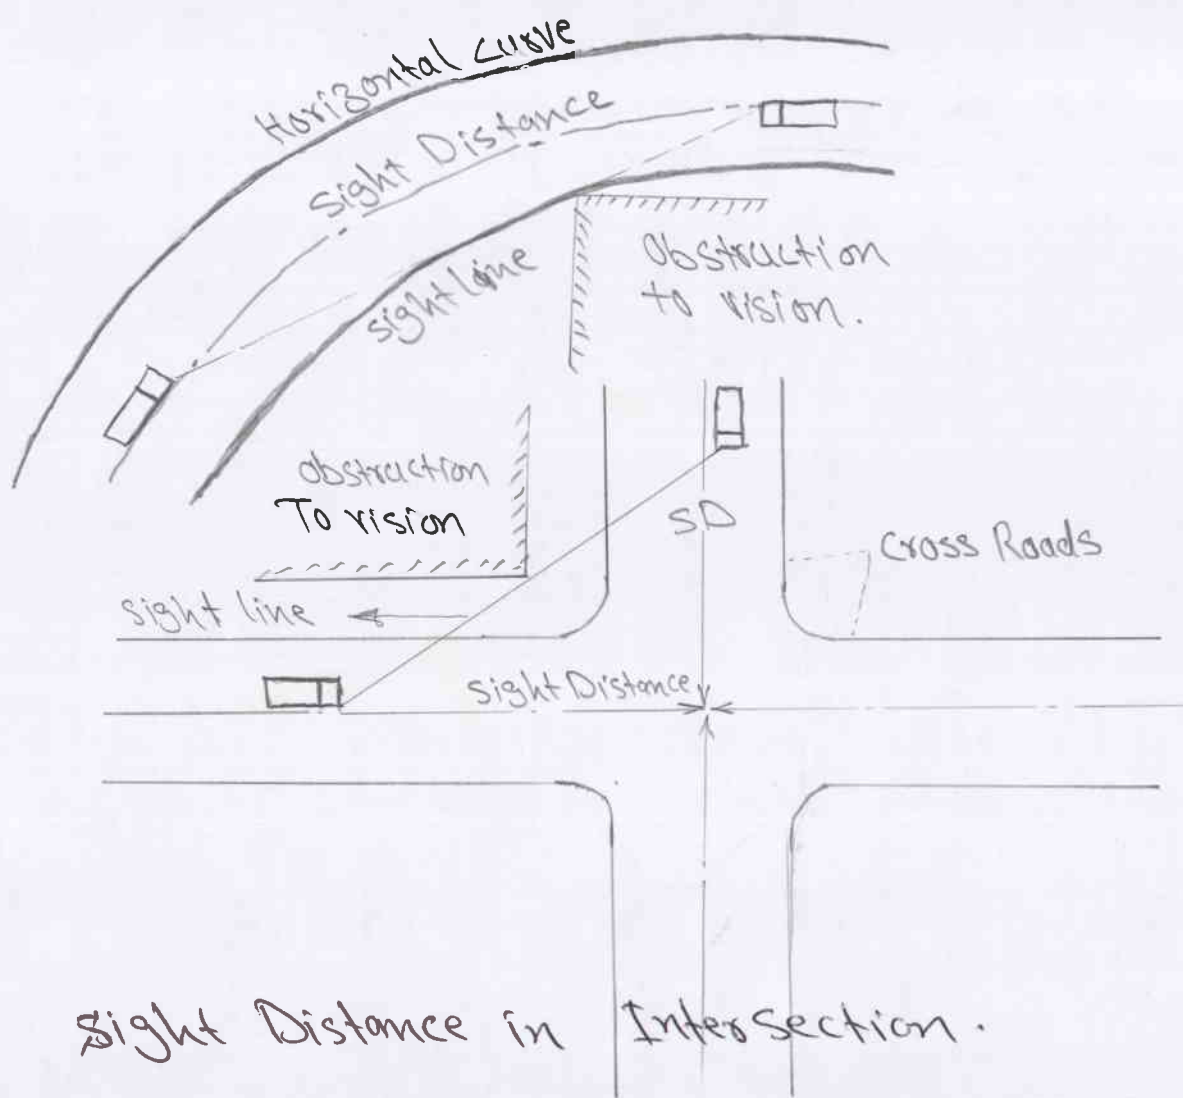 Horizontal curve
Sight Distance
sight line
obstruction
to vision.
obstruction
To vision
SD
Cross Roads
sight line
Sight Distance
Sight Distance in Intersection.